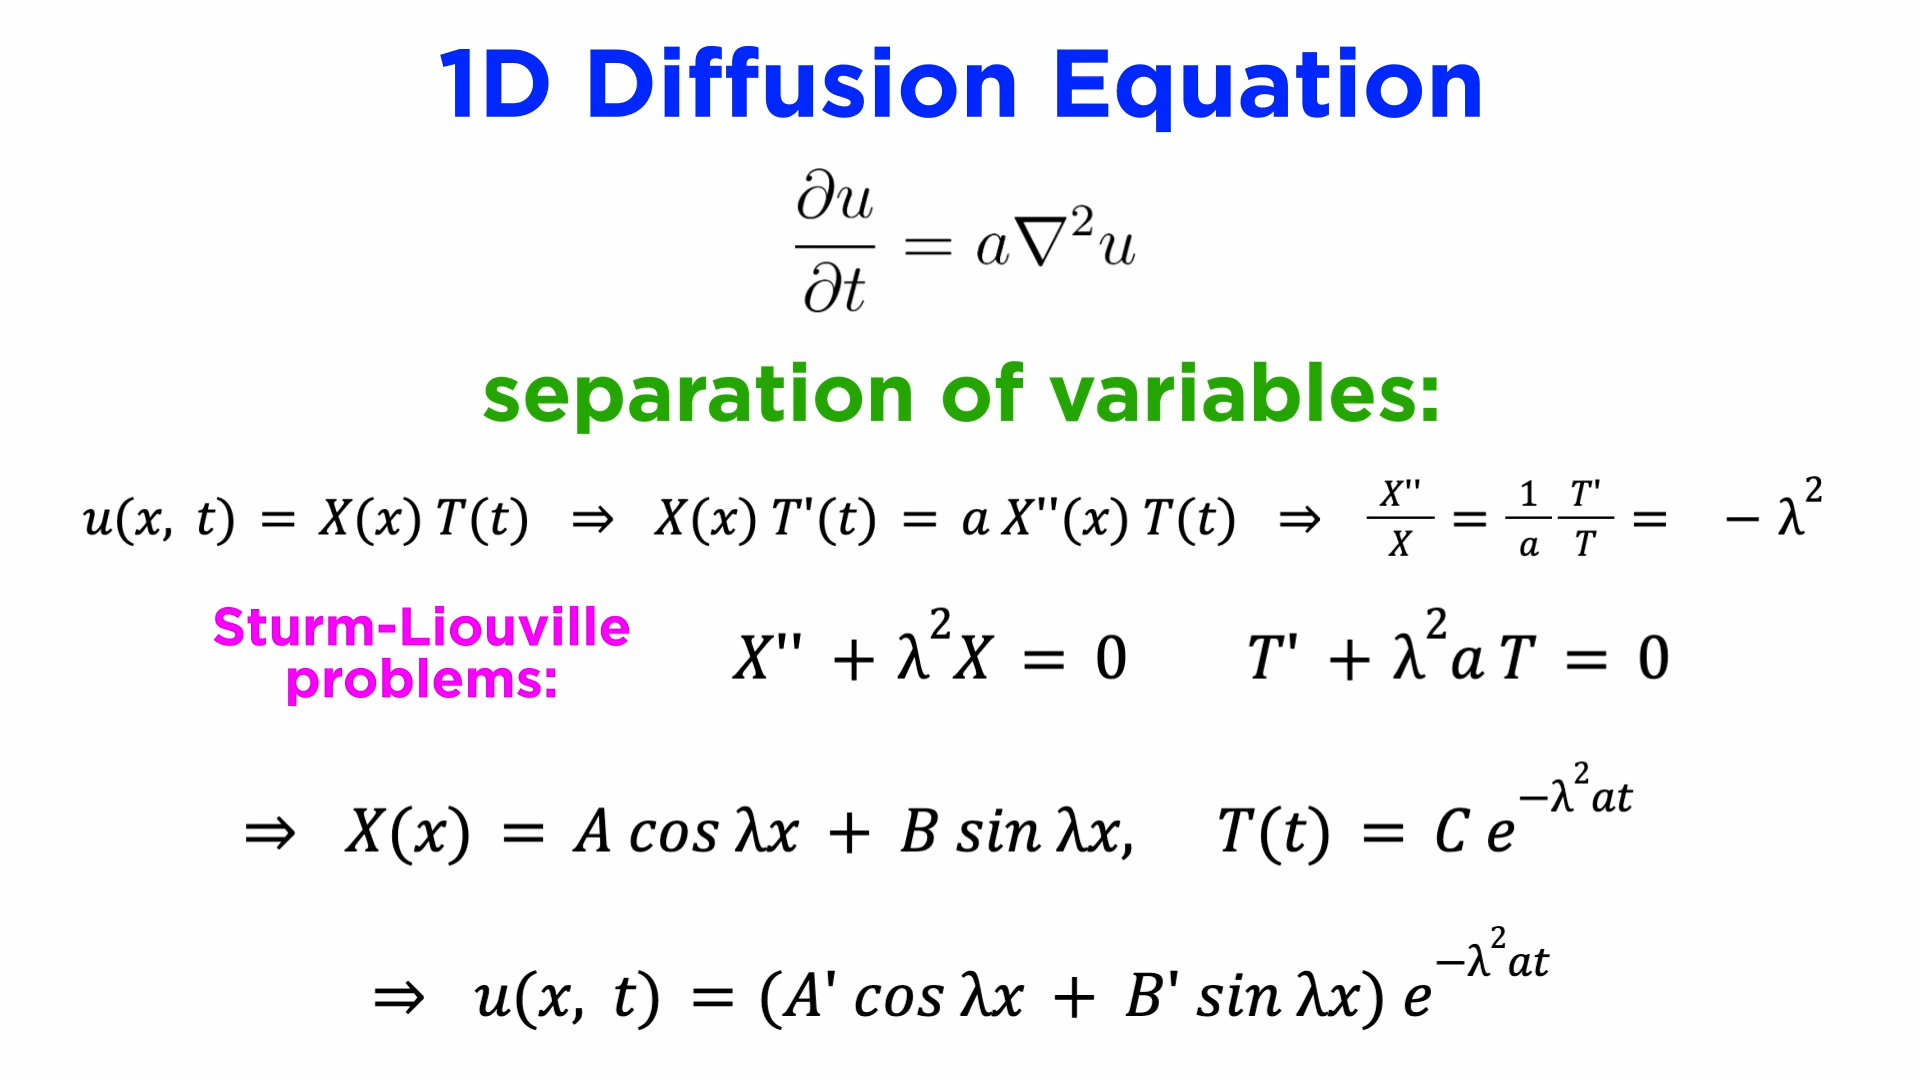 1D Diffusion Equation
∂u/∂t = a∇²u
separation of variables:
u(x, t) = X(x) T(t) ⇒ X(x) T'(t) = a X''(x) T(t) ⇒ X''/X = 1/a T'/T = − λ²
Sturm-Liouville
problems:
X'' + λ²X = 0 T' + λ²a T = 0
⇒ X(x) = A cos λx + B sin λx, T(t) = C e^(−λ²at)
⇒ u(x, t) = (A' cos λx + B' sin λx) e^(−λ²at)